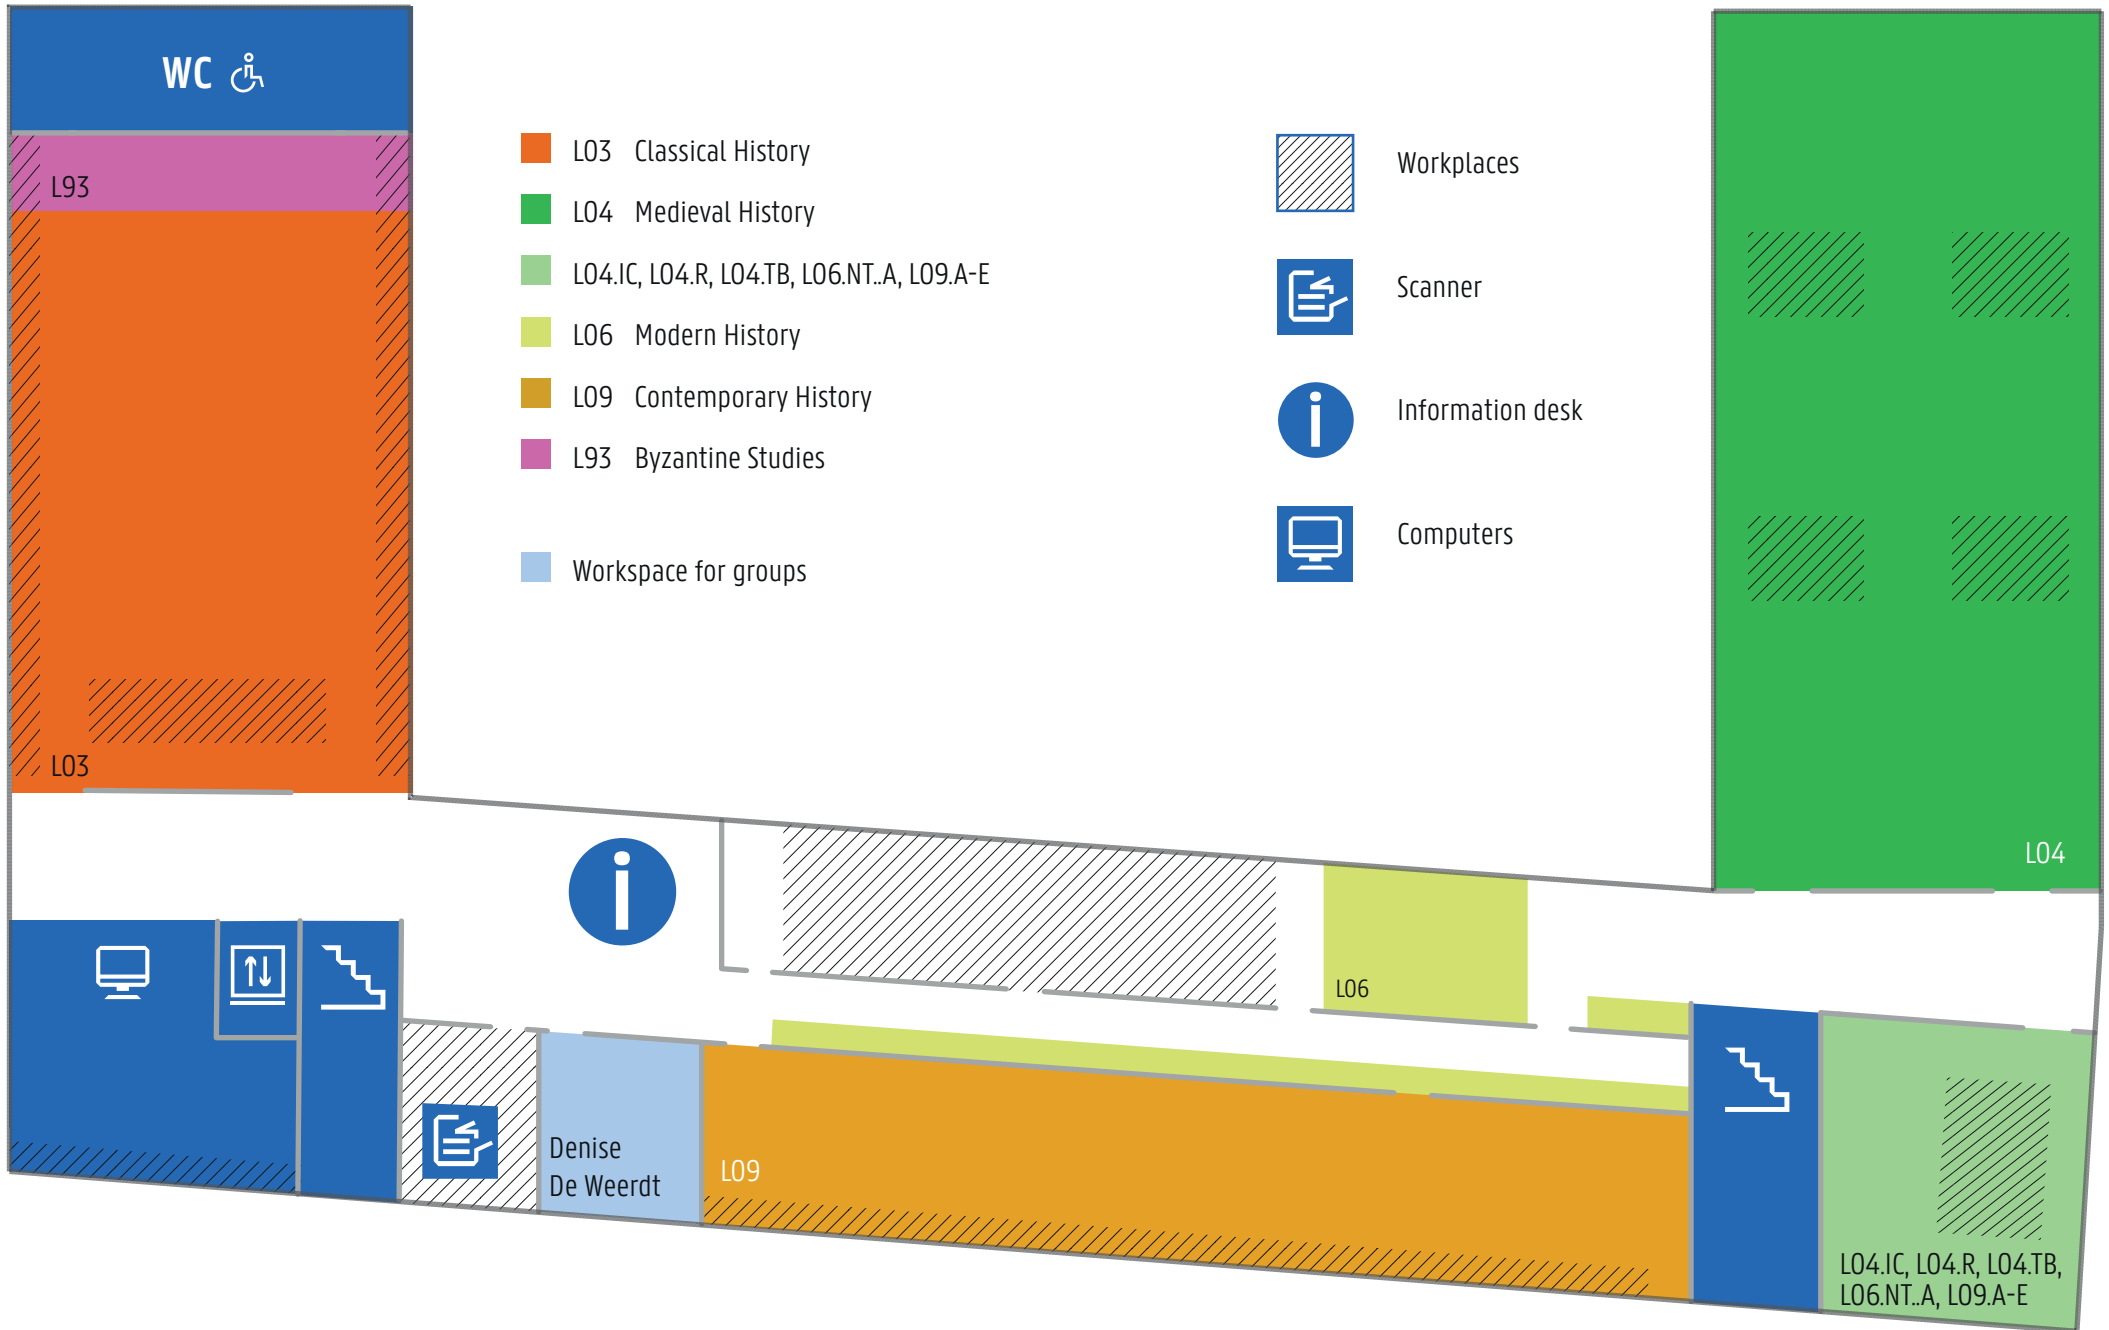 WC
L93
L03
L03 Classical History
L04 Medieval History
L04.IC, L04.R, L04.TB, L06.NT..A, L09.A-E
L06 Modern History
L09 Contemporary History
L93 Byzantine Studies
Workspace for groups
Workplaces
Scanner
Information desk
Computers
L04
L06
Denise
De Weerdt
L09
L04.IC, L04.R, L04.TB,
L06.NT..A, L09.A-E